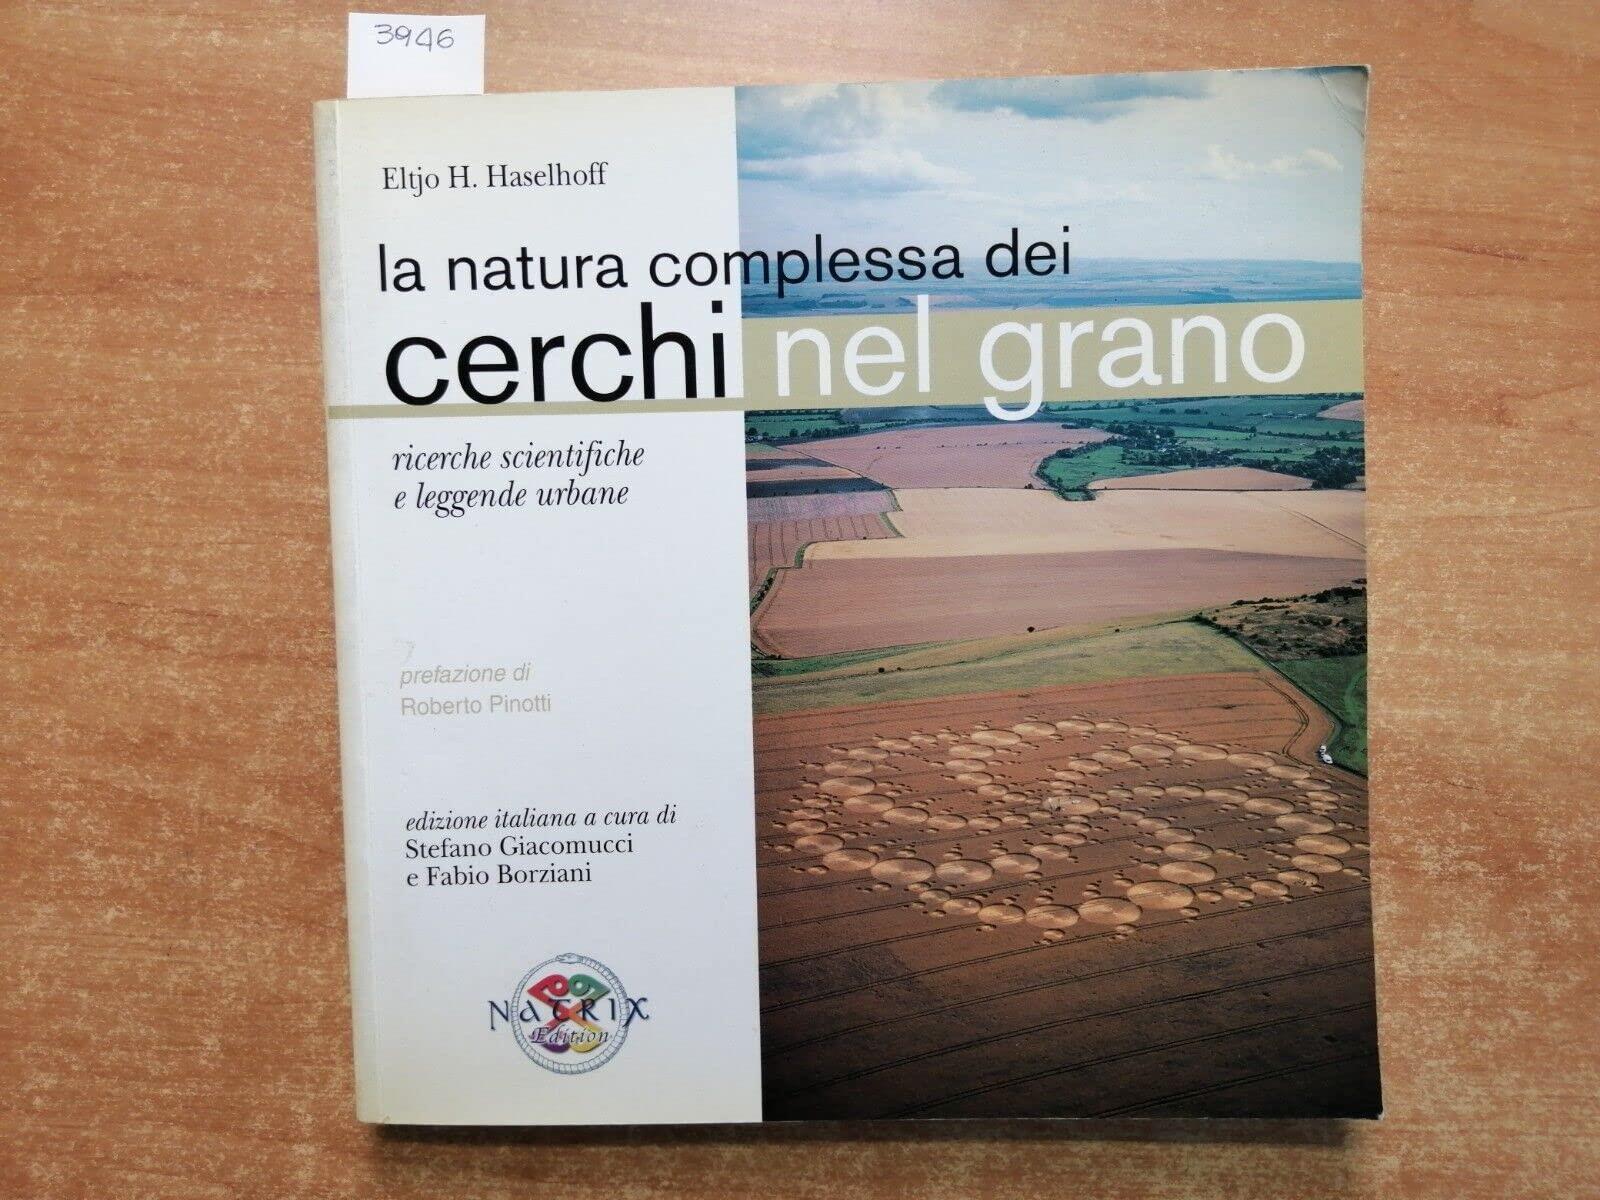 3946
Eltjo H. Haselhoff
la natura complessa dei
cerchi nel grano
ricerche scientifiche
e leggende urbane
prefazione di
Roberto Pinotti
edizione italiana a cura di
Stefano Giacomucci
e Fabio Borziani
NATRIX
Edition